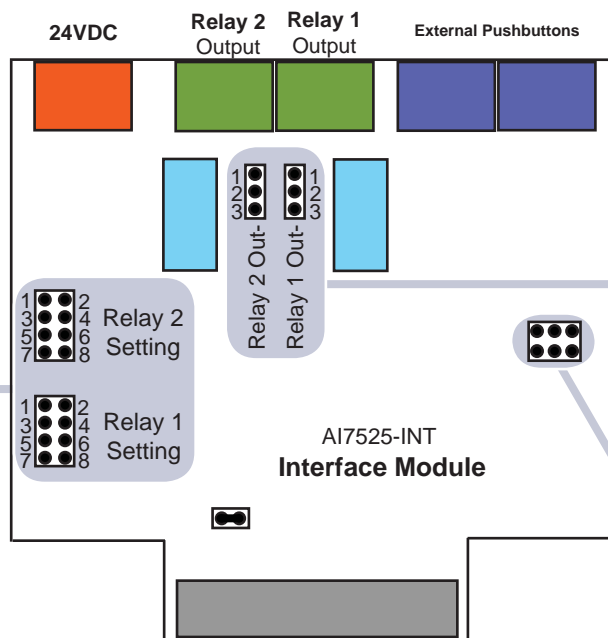 24VDC
Relay 2
Output
Relay 1
Output
External Pushbuttons
1
2
3
1
2
3
Relay 2 Out-
Relay 1 Out-
1 2
3 4
5 6
7 8
Relay 2
Setting
1 2
3 4
5 6
7 8
Relay 1
Setting
AI7525-INT
Interface Module